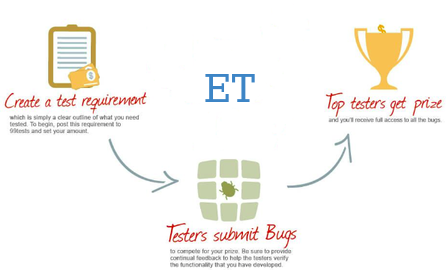 ET
Create a test requirement
which is simply a clear outline of what you need
tested. To begin, post this requirement to
99tests and set your amount.
Top testers get prize
and you'll receive full access to all the bugs.
Testers submit Bugs
to compete for your prize. Be sure to provide
continual feedback to help the testers verify
the functionality that you have developed.